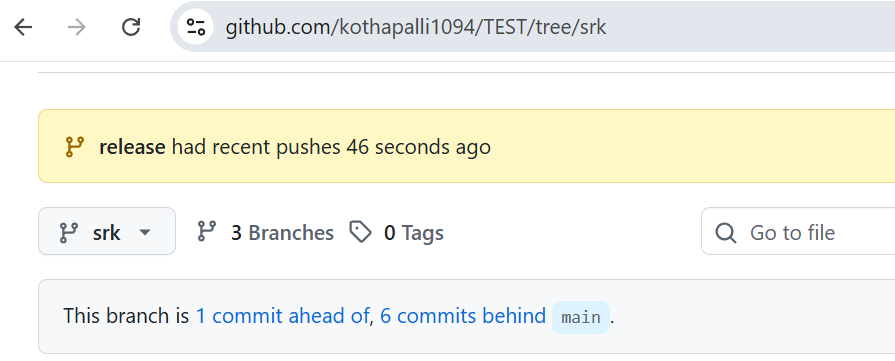 github.com/kothapalli1094/TEST/tree/srk
release had recent pushes 46 seconds ago
srk 3 Branches 0 Tags Go to file
This branch is 1 commit ahead of, 6 commits behind main.